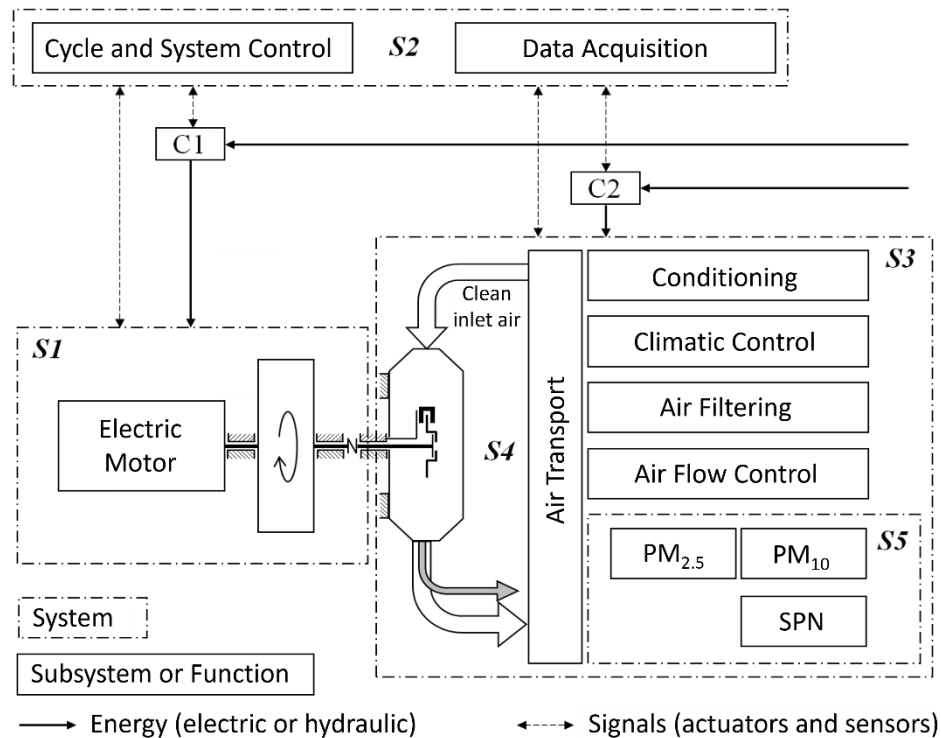 Cycle and System Control
S2
Data Acquisition
C1
C2
S3
Conditioning
Clean
inlet air
Climatic Control
S1
Air Filtering
Electric
Motor
N
S4
Air Transport
Air Flow Control
S5
PM2.5
PM10
SPN
System
Subsystem or Function
Energy (electric or hydraulic)
Signals (actuators and sensors)